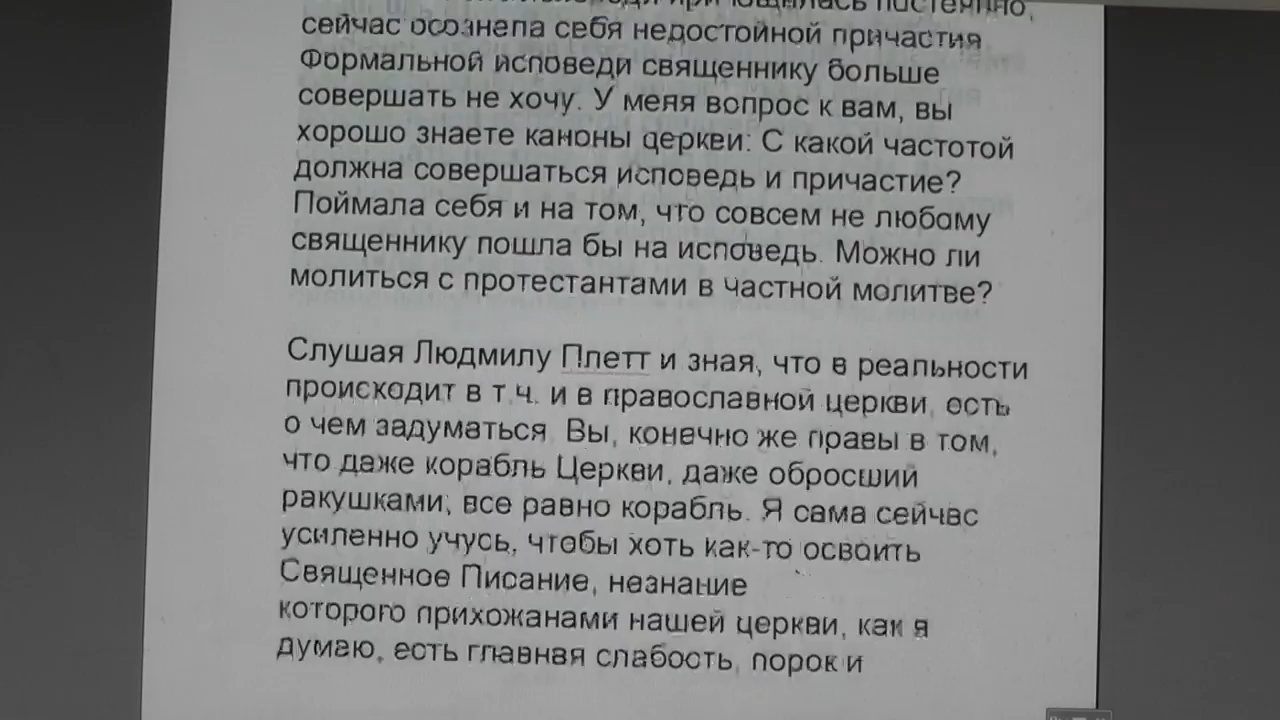 сейчас осознела себя недостойной причастия
Формальной исповеди священнику больше
совершать не хочу. У меня вопрос к вам, вы
хорошо знаете каноны церкви: С какой частотой
должна совершаться исповедь и причастие?
Поймала себя и на том, что совсем не любому
священнику пошла бы на исповедь. Можно ли
молиться с протестантами в частной молитве?
Слушая Людмилу Плетт и зная, что в реальности
происходит в т.ч. и в православной церкви, есть
о чем задуматься. Вы, конечно же правы в том,
что даже корабль Церкви, даже обросший
ракушками, все равно корабль. Я сама сейчас
усиленно учусь, чтобы хоть как-то освоить
Священное Писание, незнание
которого прихожанами нашей церкви, как я
думаю, есть главная слабость, порок и